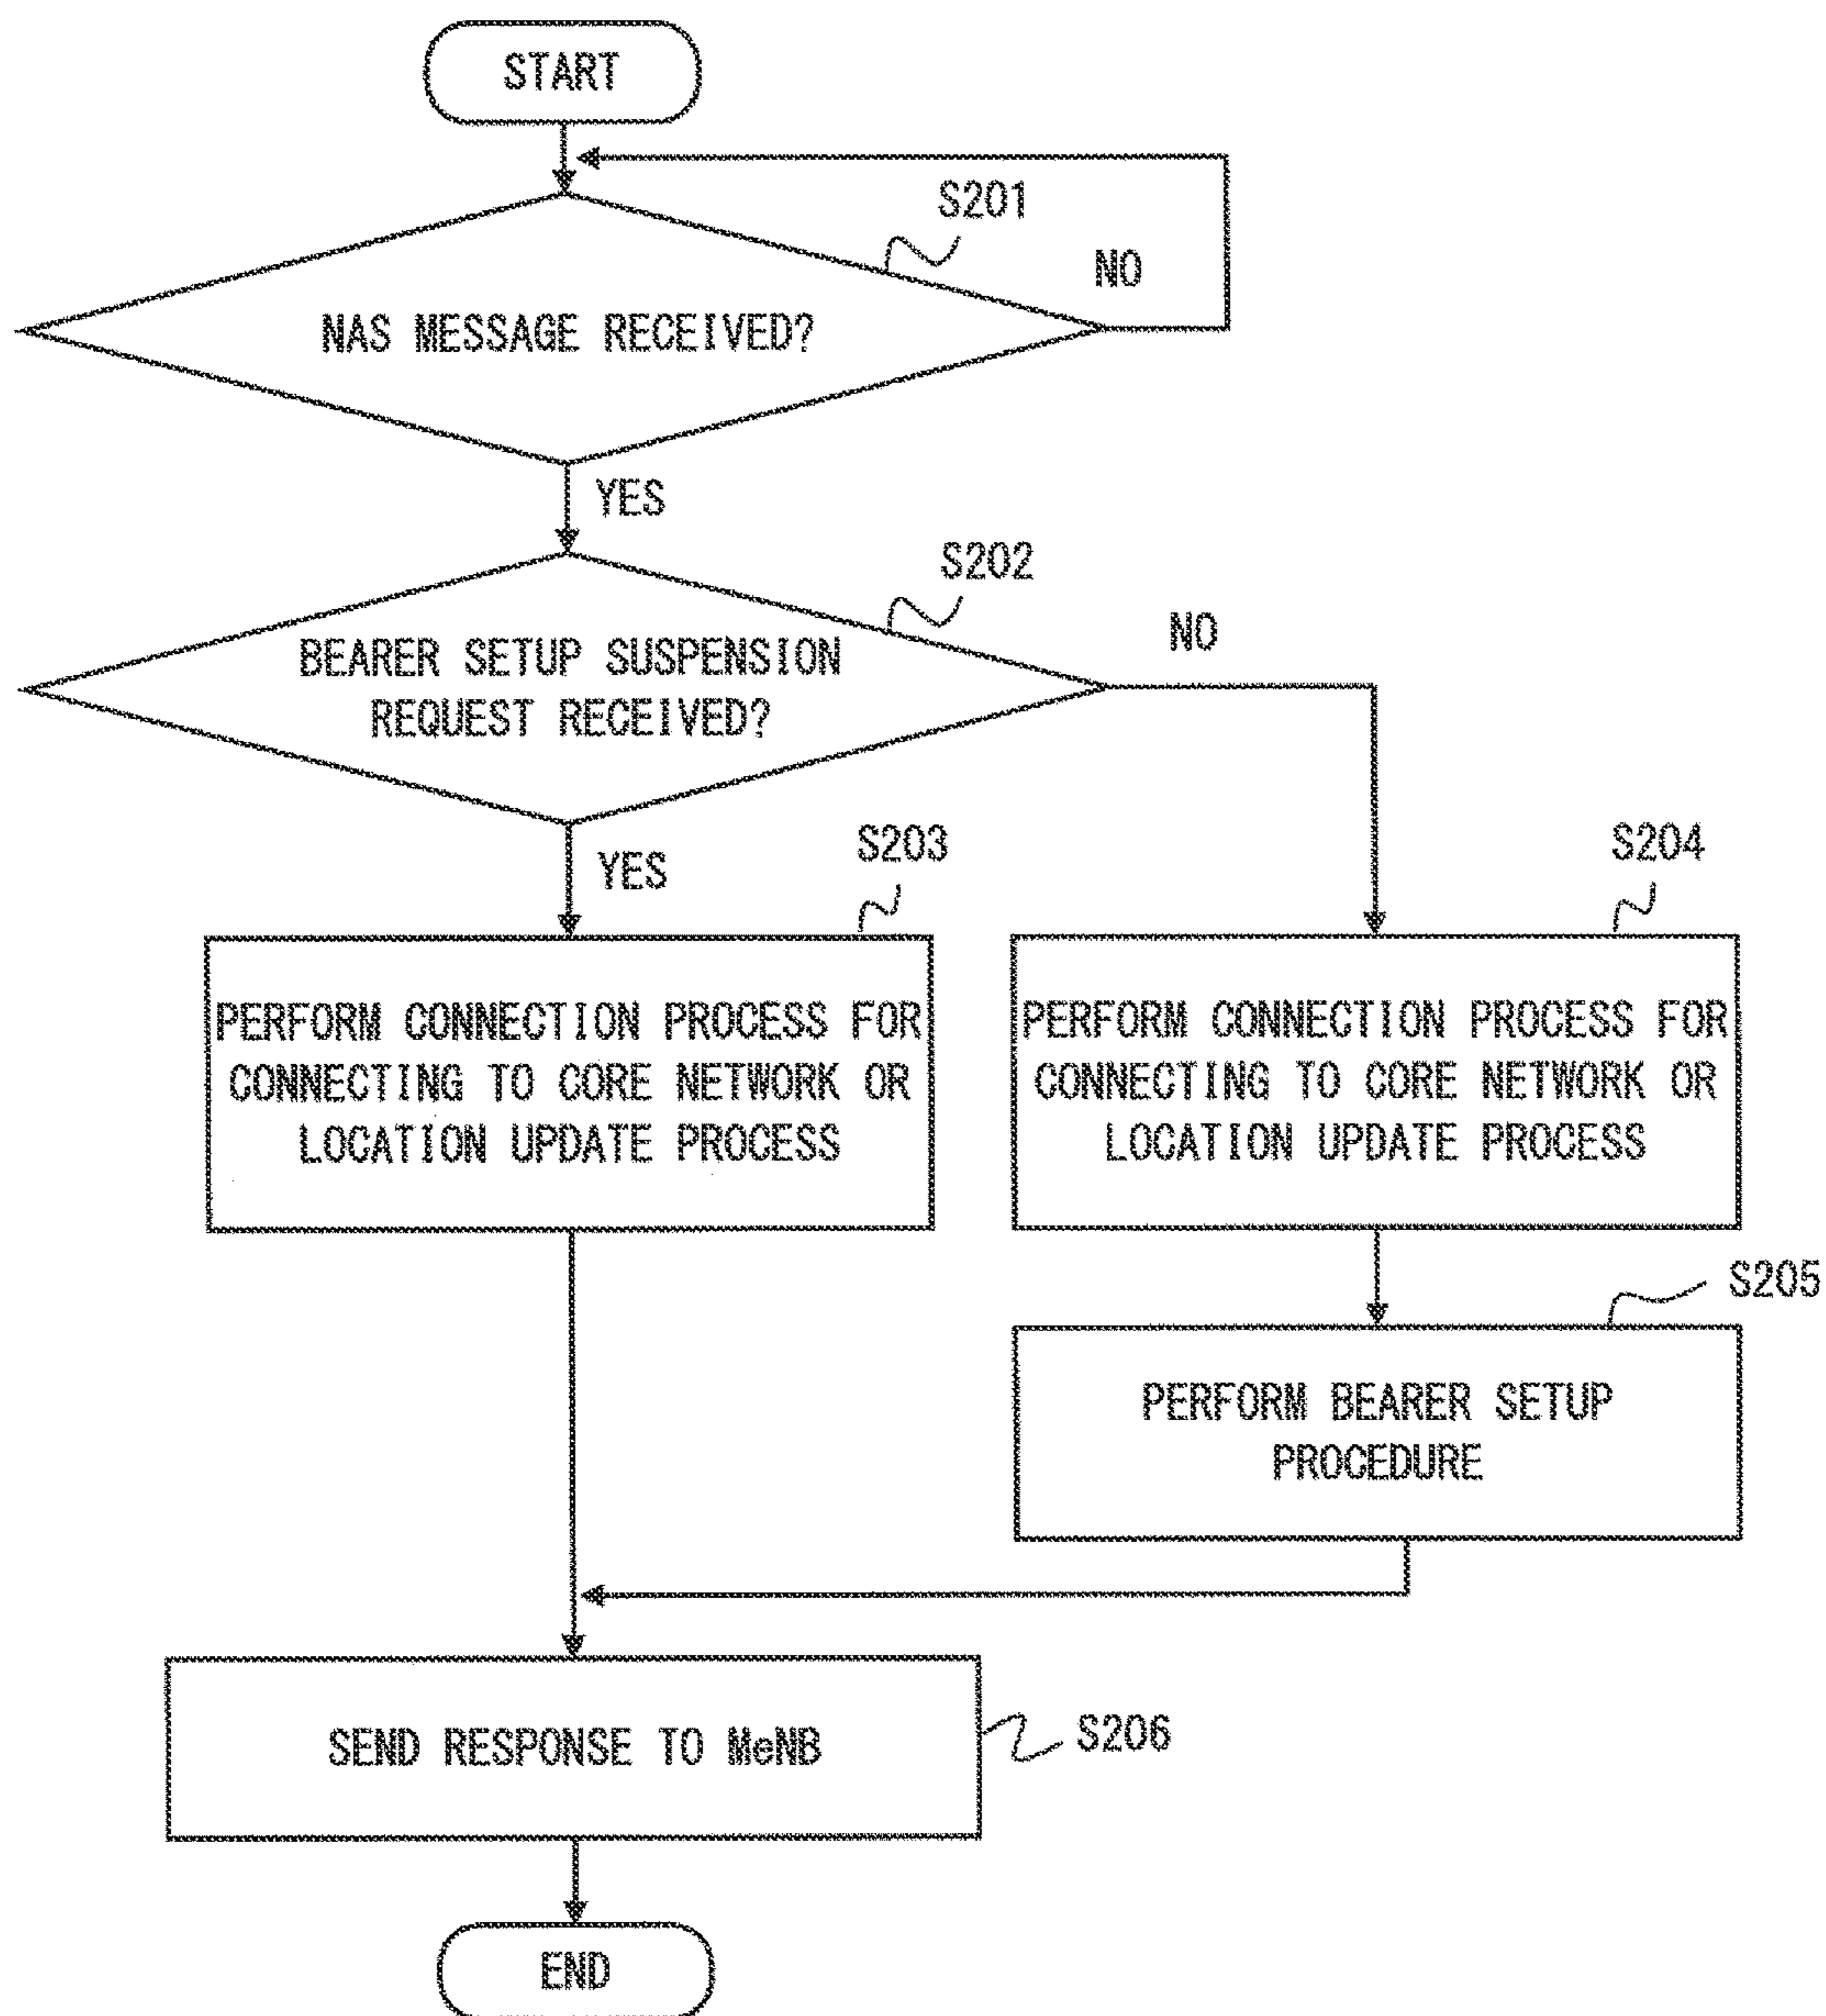 START
S201
NO
NAS MESSAGE RECEIVED?
YES
S202
NO
BEARER SETUP SUSPENSION
REQUEST RECEIVED?
YES
S203
S204
PERFORM CONNECTION PROCESS FOR
CONNECTING TO CORE NETWORK OR
LOCATION UPDATE PROCESS
PERFORM CONNECTION PROCESS FOR
CONNECTING TO CORE NETWORK OR
LOCATION UPDATE PROCESS
S205
PERFORM BEARER SETUP
PROCEDURE
SEND RESPONSE TO MeNB
S206
END